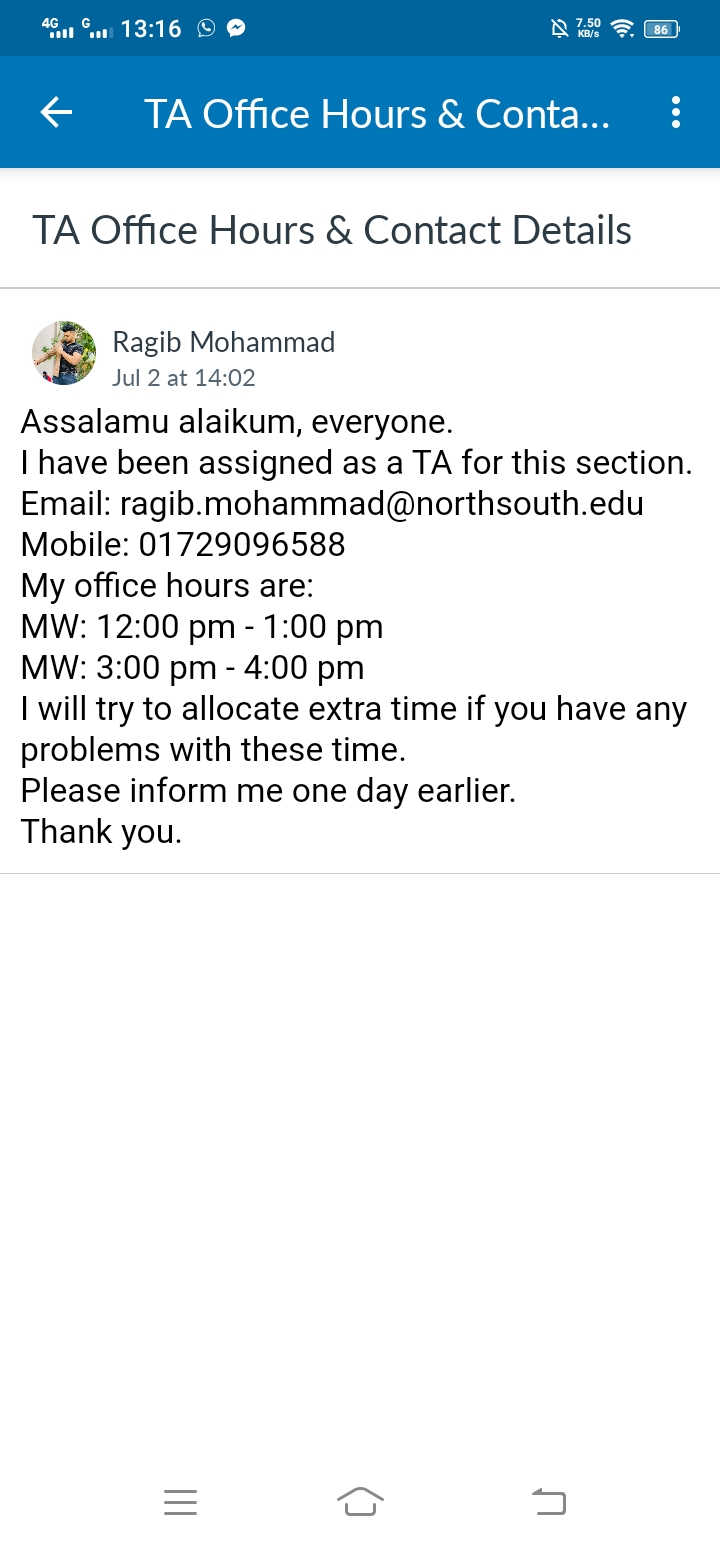 4G G 13:16 7.50 KB/s 86
TA Office Hours & Conta...
TA Office Hours & Contact Details
Ragib Mohammad
Jul 2 at 14:02
Assalamu alaikum, everyone.
I have been assigned as a TA for this section.
Email: ragib.mohammad@northsouth.edu
Mobile: 01729096588
My office hours are:
MW: 12:00 pm - 1:00 pm
MW: 3:00 pm - 4:00 pm
I will try to allocate extra time if you have any
problems with these time.
Please inform me one day earlier.
Thank you.